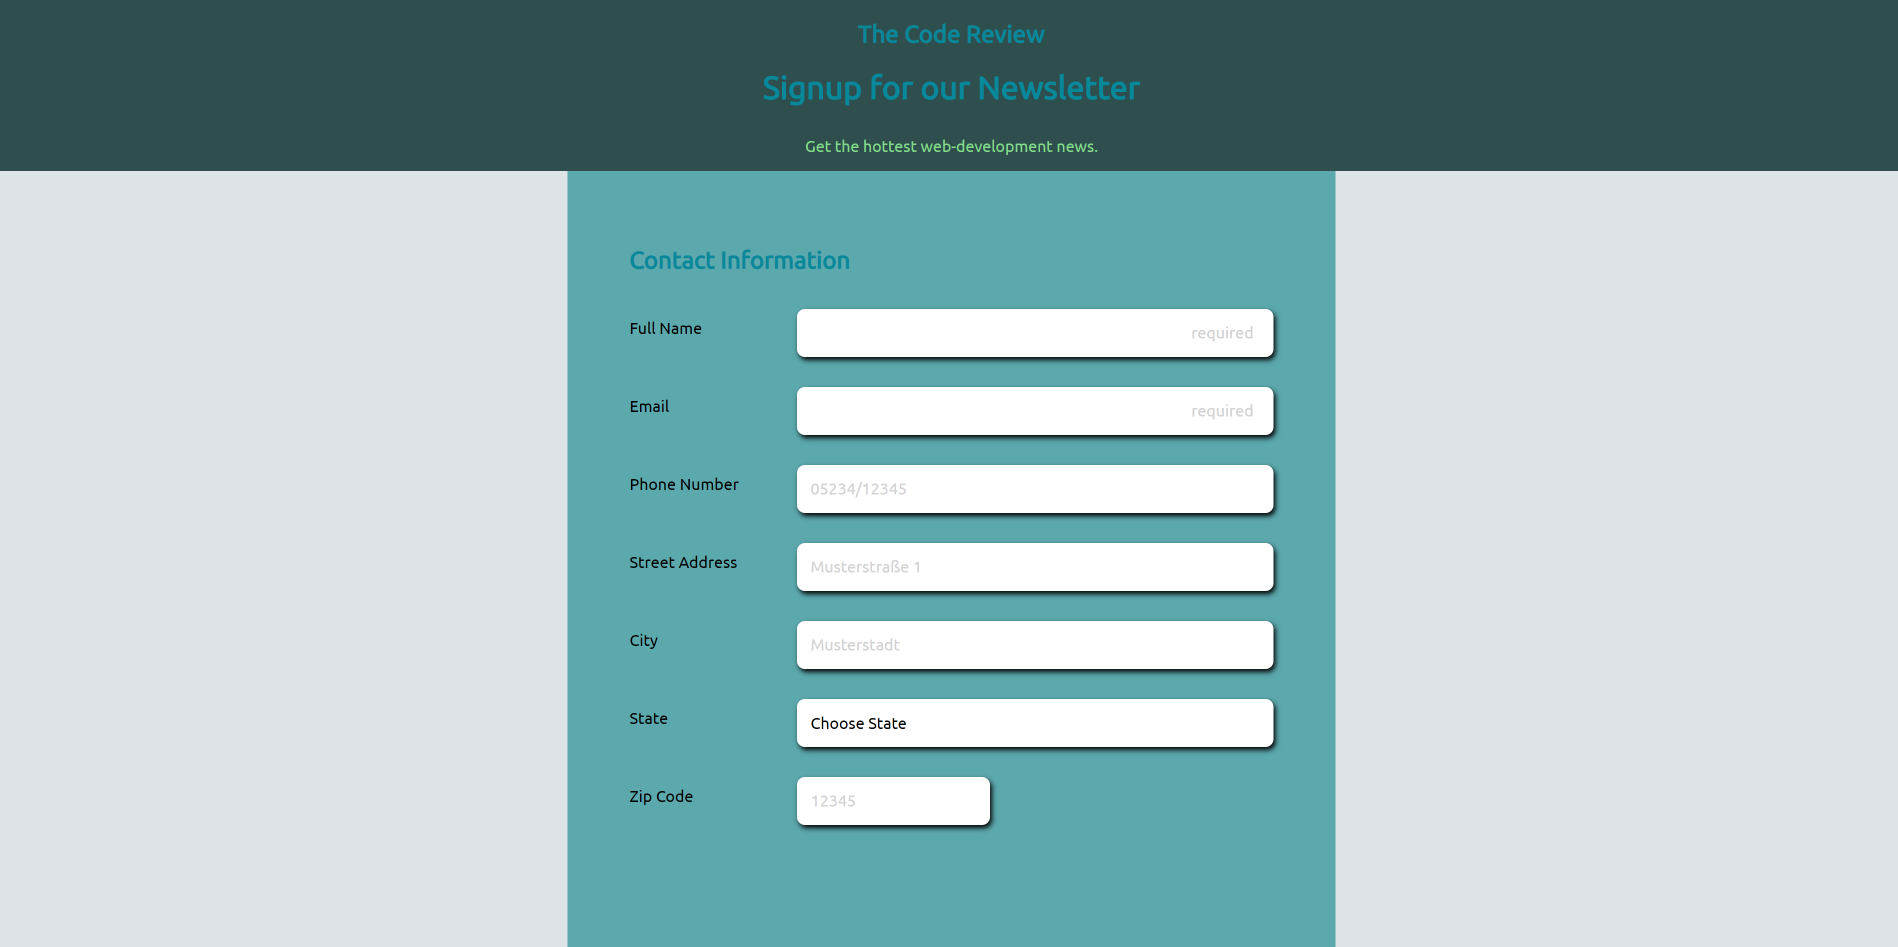 The Code Review
Signup for our Newsletter
Get the hottest web-development news.
Contact Information
Full Name
required
Email
required
Phone Number
05234/12345
Street Address
Musterstraße 1
City
Musterstadt
State
Choose State
Zip Code
12345